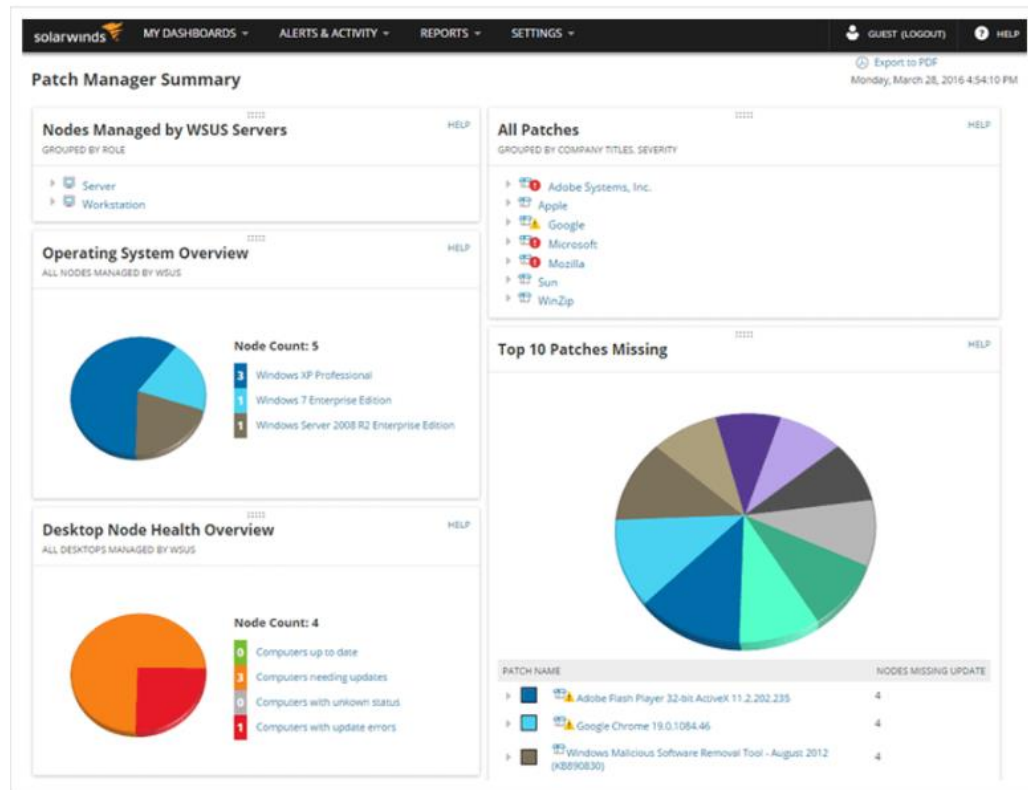 solarwinds
MY DASHBOARDS
ALERTS & ACTIVITY
REPORTS
SETTINGS
GUEST (LOGOUT)
HELP
Patch Manager Summary
Export to PDF
Monday, March 28, 2016 4:54:10 PM
Nodes Managed by WSUS Servers
HELP
GROUPED BY ROLE
Server
Workstation
Operating System Overview
HELP
ALL NODES MANAGED BY WSUS
Node Count: 5
3 Windows XP Professional
1 Windows 7 Enterprise Edition
1 Windows Server 2008 R2 Enterprise Edition
Desktop Node Health Overview
HELP
ALL DESKTOPS MANAGED BY WSUS
Node Count: 4
0 Computers up to date
3 Computers needing updates
0 Computers with unkown status
1 Computers with update errors
All Patches
HELP
GROUPED BY COMPANY TITLES, SEVERITY
Adobe Systems, Inc.
Apple
Google
Microsoft
Mozilla
Sun
WinZip
Top 10 Patches Missing
HELP
PATCH NAME NODES MISSING UPDATE
Adobe Flash Player 32-bit ActiveX 11.2.202.235 4
Google Chrome 19.0.1084.46 4
Windows Malicious Software Removal Tool - August 2012 4
(KB890830)